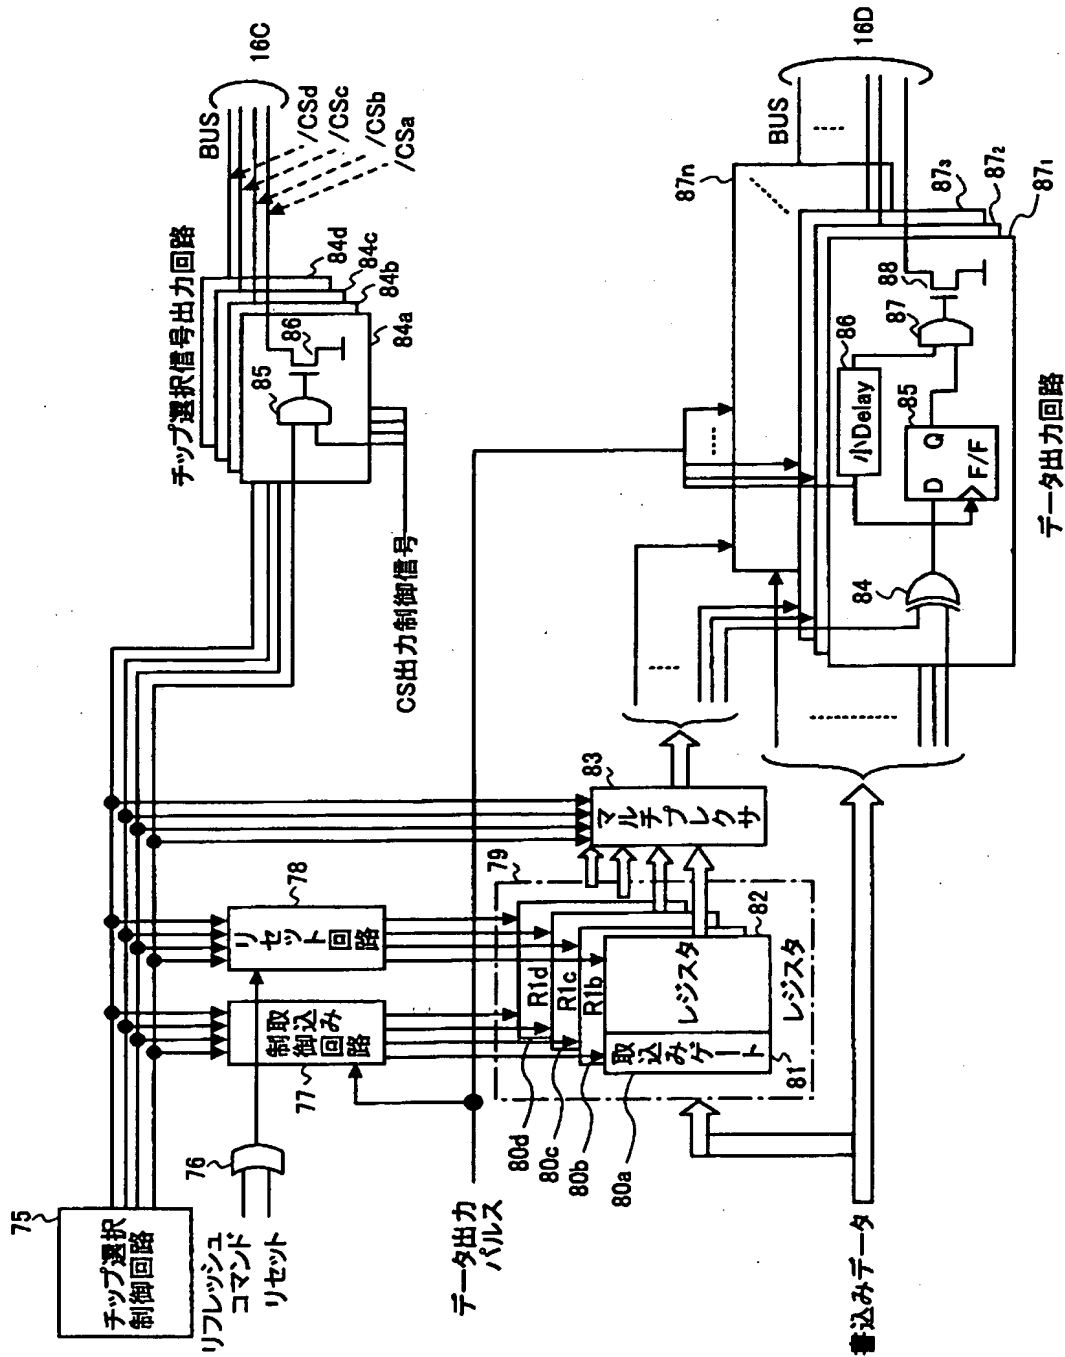 75
チップ選択
制御回路
リフレッシュ
コマンド
リセット
76
制取
御込み
回路
77
リセット回路
78
チップ選択信号出力回路
84d
84c
84b
84a
85
86
BUS
16C
/CSd
/CSc
/CSb
/CSa
CS出力制御信号
データ出力
パルス
79
80d
80c
80b
80a
R1d
R1c
R1b
取込みゲート
81
レジスタ
82
レジスタ
マルチプレクサ
83
書込みデータ
87n
87₃
87₂
87₁
BUS
16D
84
小Delay
86
85
D
Q
F/F
87
88
データ出力回路